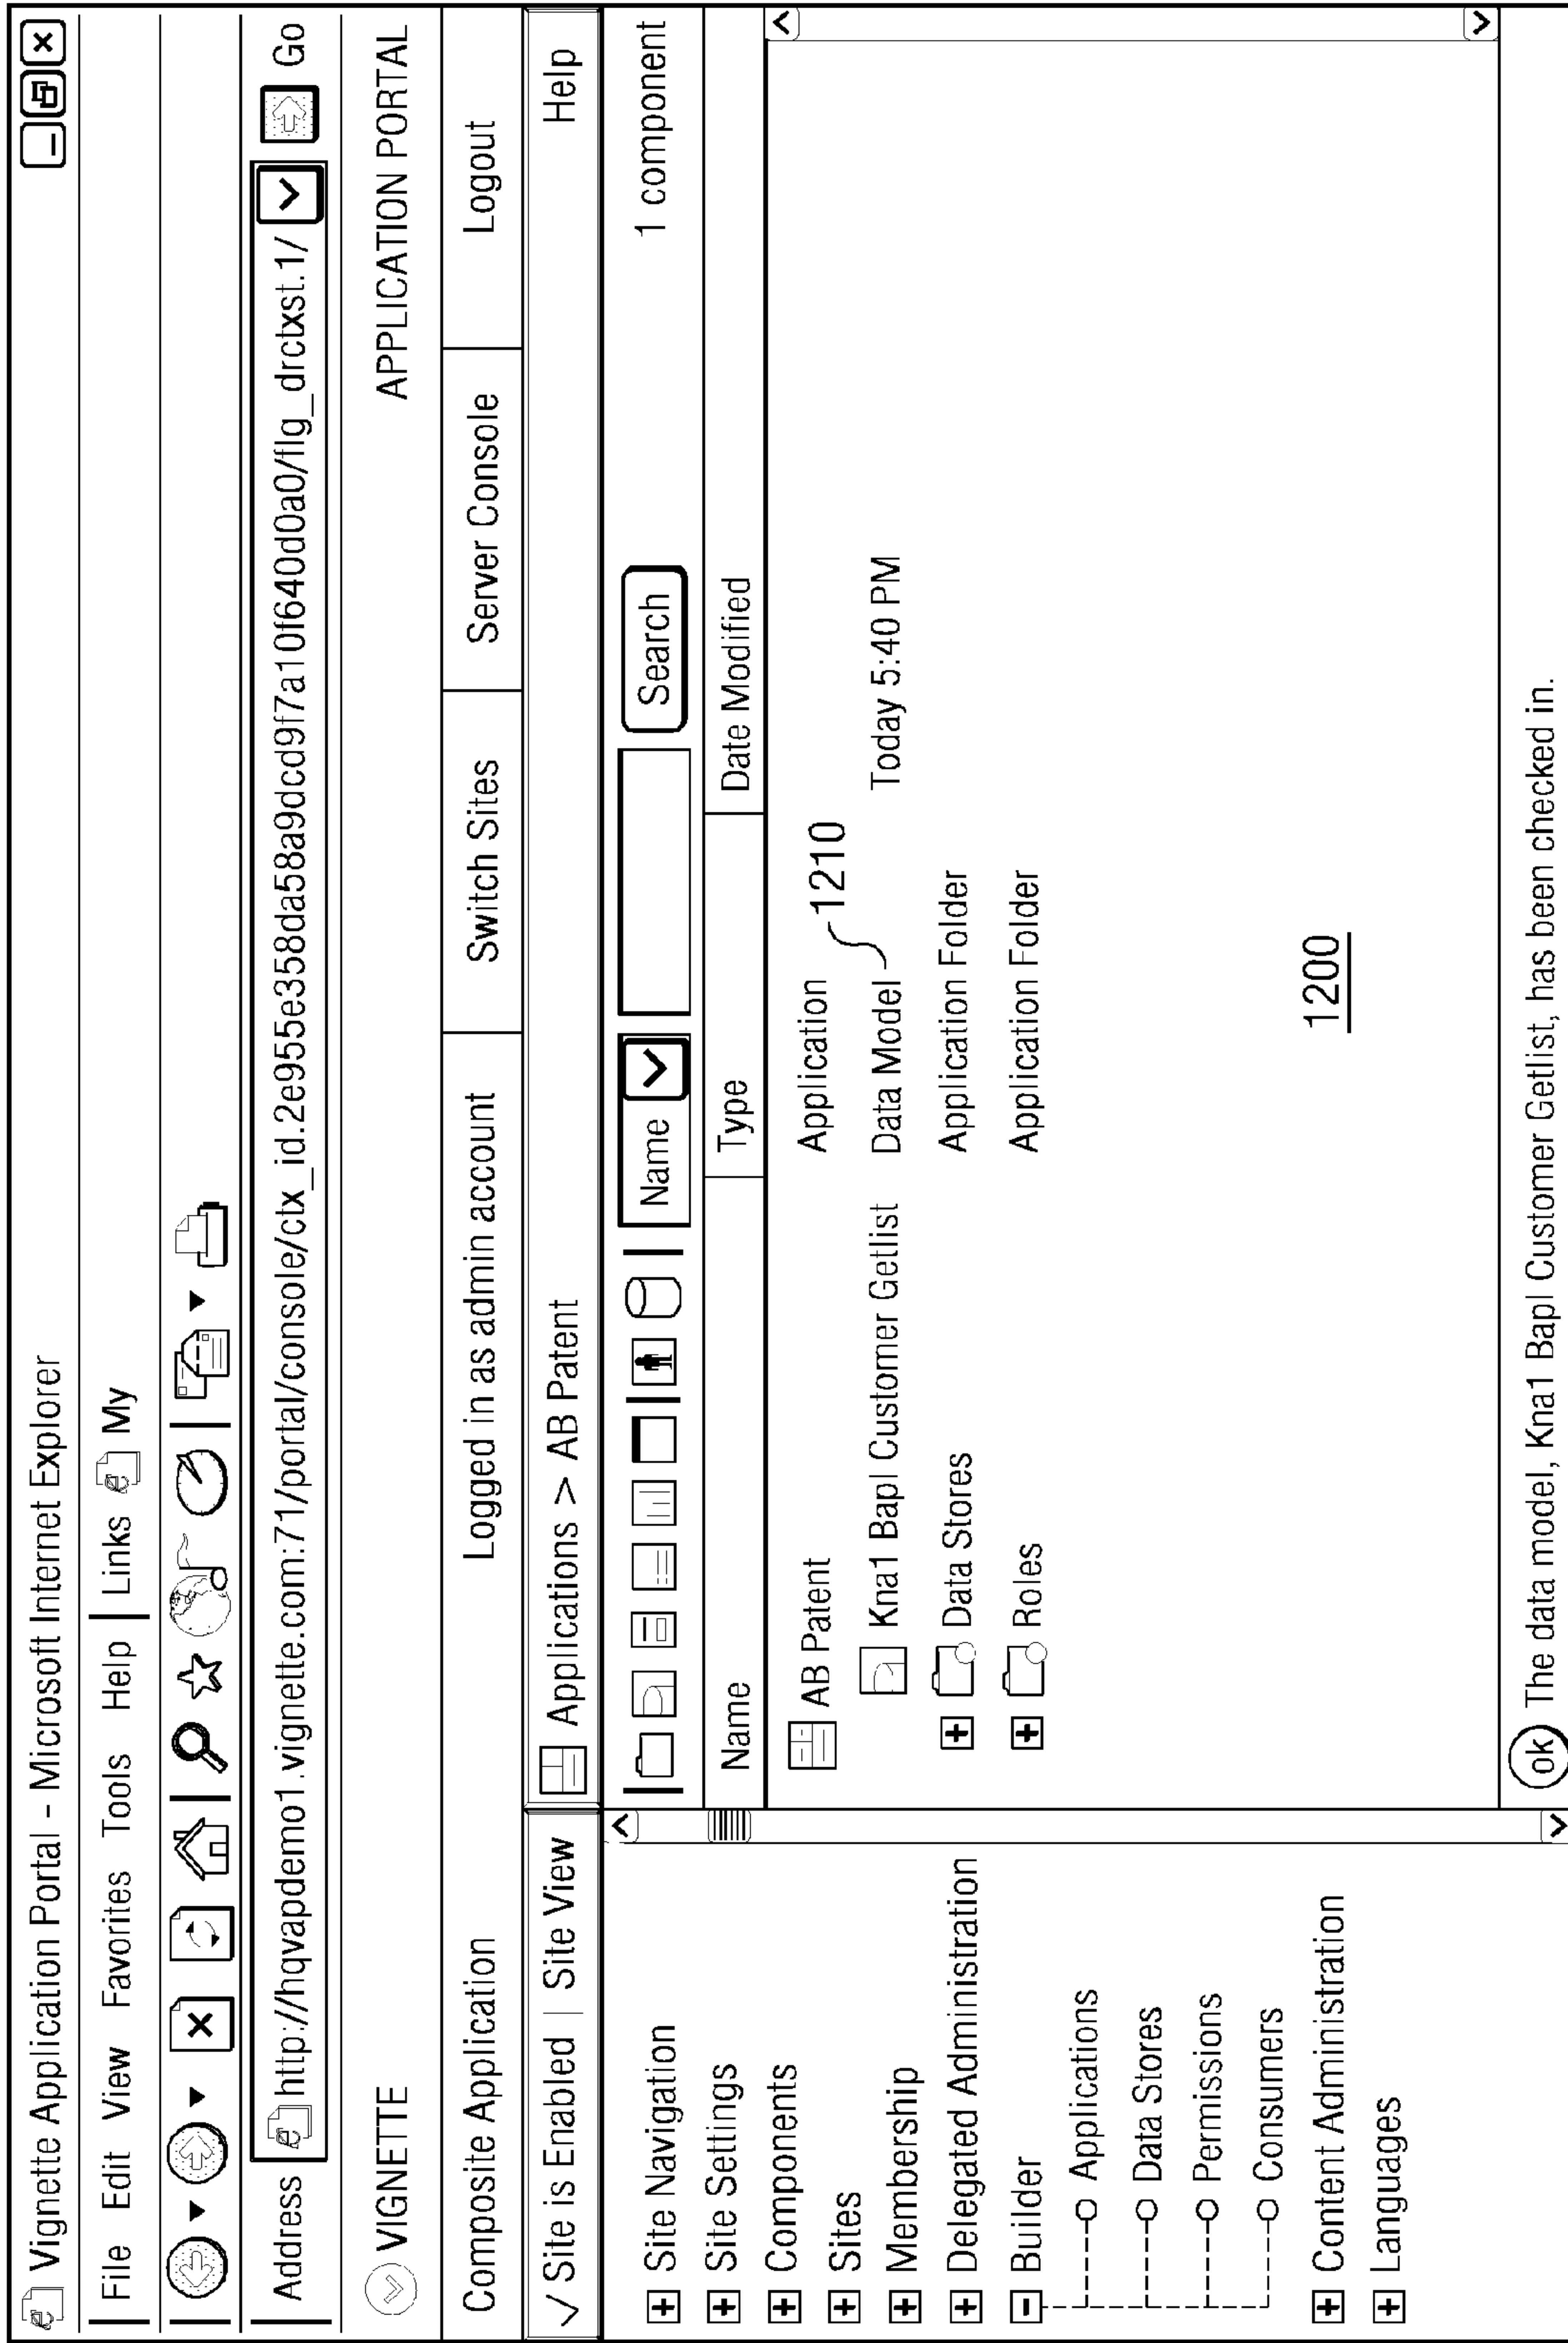 Vignette Application Portal - Microsoft Internet Explorer
File Edit View Favorites Tools Help Links My
Address http://hqvapdemo1.vignette.com:71/portal/console/ctx_id.2e955e358da58a9dcd9f7a10f640d0a0/flg_drctxst.1/ Go
VIGNETTE APPLICATION PORTAL
Composite Application Logged in as admin account Switch Sites Server Console Logout
√ Site is Enabled | Site View Applications > AB Patent Help
Name Search 1 component
Name Type Date Modified
Site Navigation
Site Settings
Components
Sites
Membership
Delegated Administration
Builder
Applications
Data Stores
Permissions
Consumers
Content Administration
Languages
AB Patent Application
1210
Kna1 Bapl Customer Getlist Data Model Today 5:40 PM
Data Stores Application Folder
Roles Application Folder
1200
ok The data model, Kna1 Bapl Customer Getlist, has been checked in.